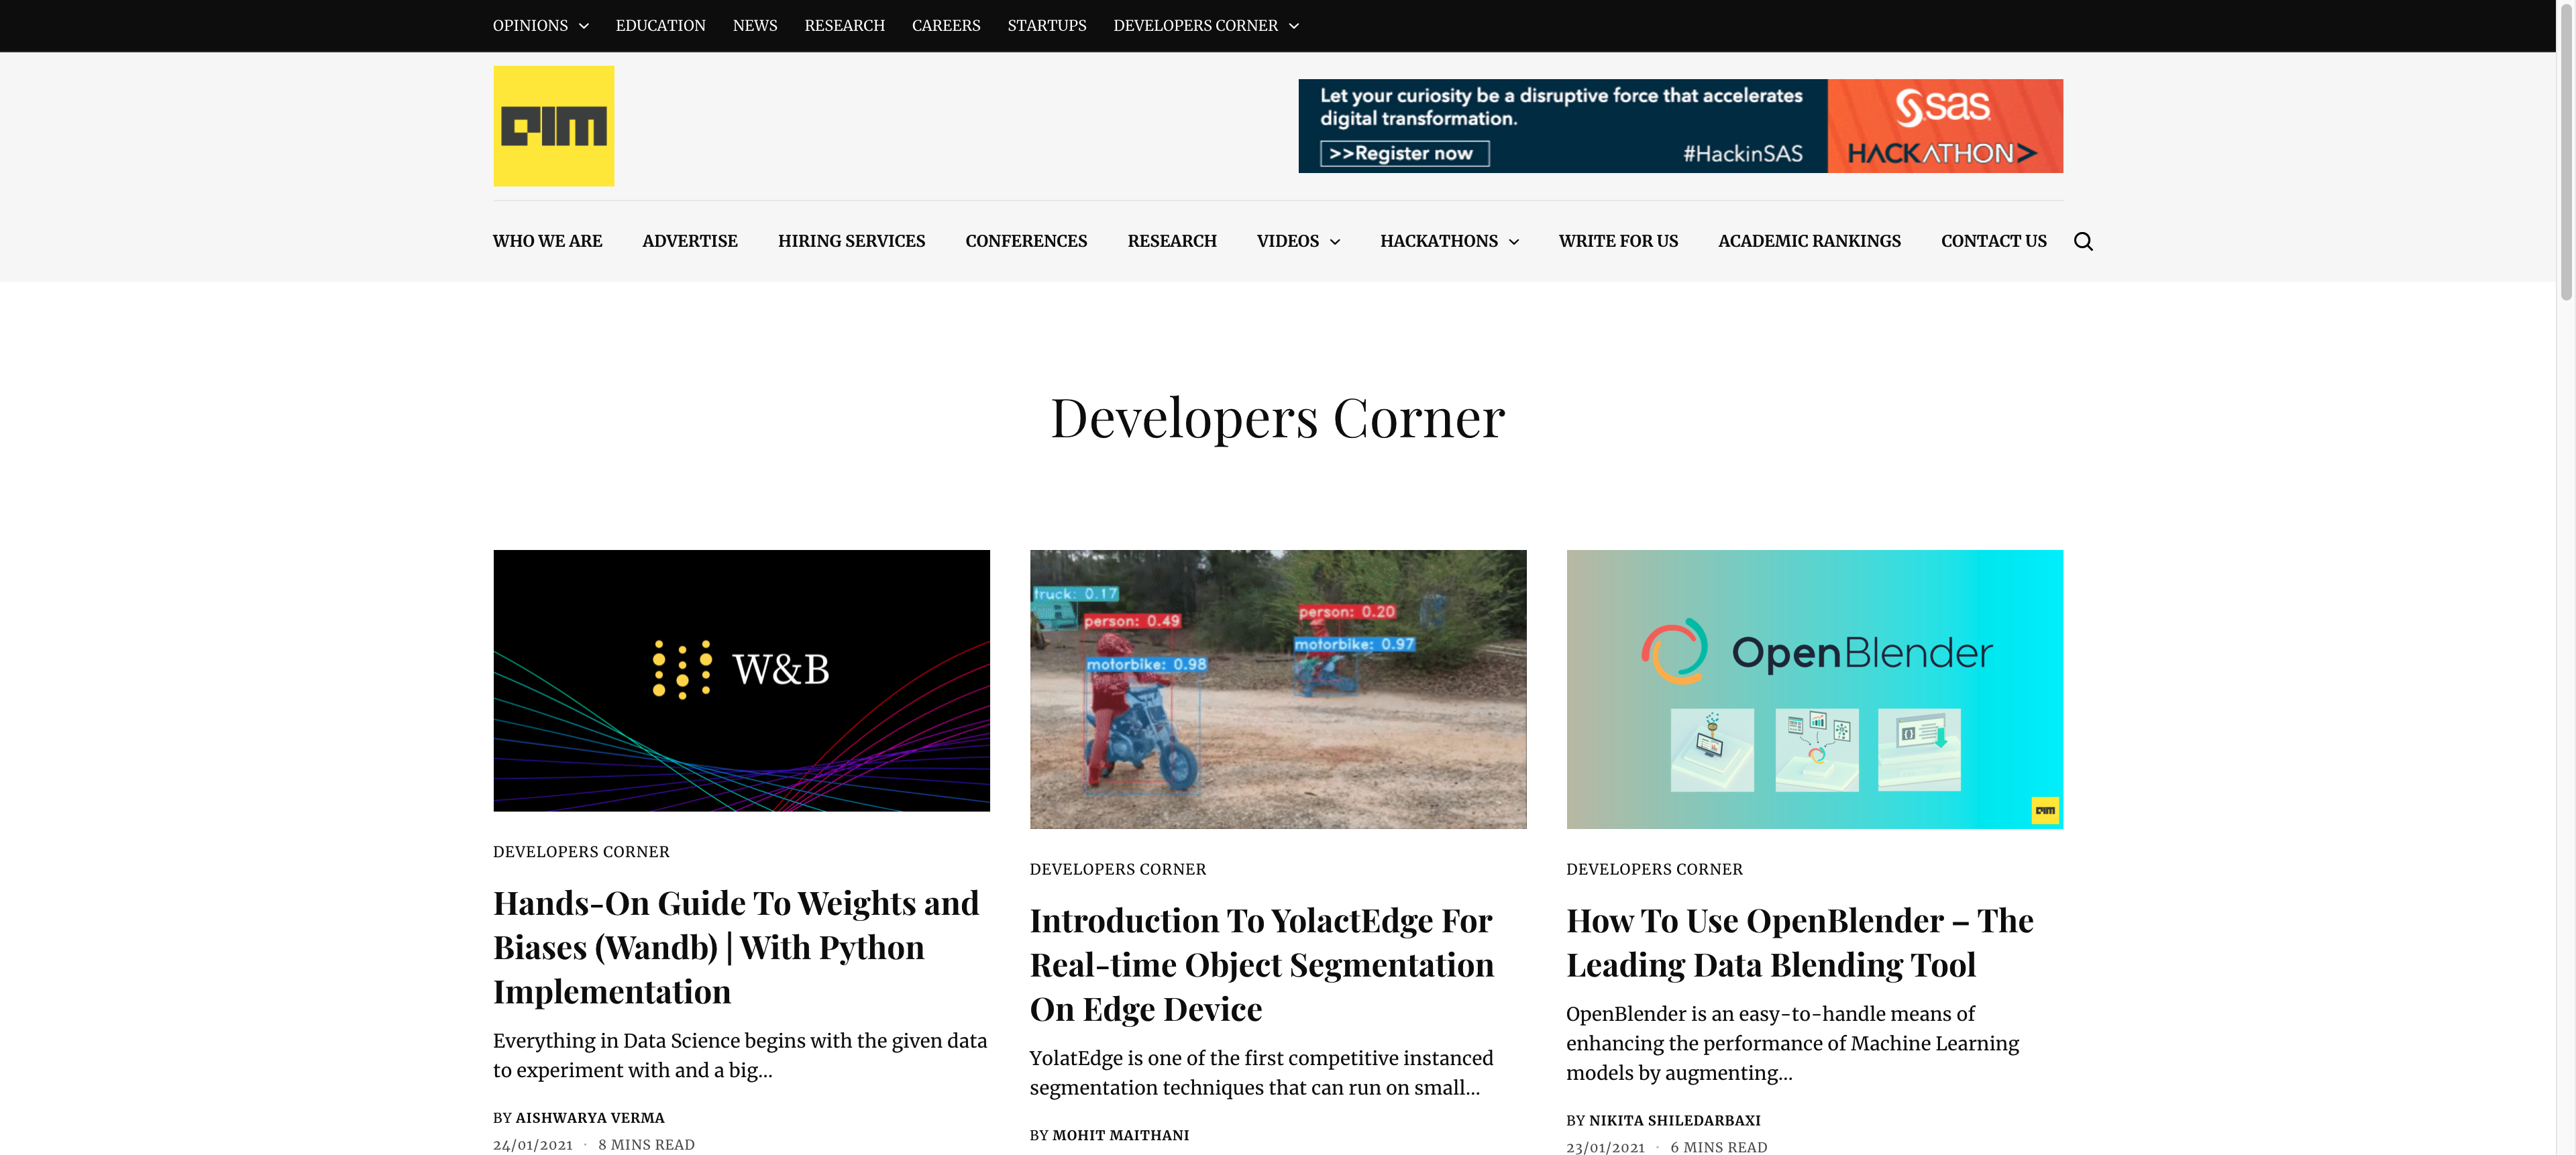 OPINIONS EDUCATION NEWS RESEARCH CAREERS STARTUPS DEVELOPERS CORNER
aim
Let your curiosity be a disruptive force that accelerates
digital transformation.
>>Register now #HackinSAS
sas
HACKATHON>
WHO WE ARE ADVERTISE HIRING SERVICES CONFERENCES RESEARCH VIDEOS HACKATHONS WRITE FOR US ACADEMIC RANKINGS CONTACT US
Developers Corner
W&B
DEVELOPERS CORNER
Hands-On Guide To Weights and
Biases (Wandb) | With Python
Implementation
Everything in Data Science begins with the given data
to experiment with and a big...
BY AISHWARYA VERMA
24/01/2021 · 8 MINS READ
truck: 0.17
person: 0.49
person: 0.20
motorbike: 0.97
motorbike: 0.98
DEVELOPERS CORNER
Introduction To YolactEdge For
Real-time Object Segmentation
On Edge Device
YolatEdge is one of the first competitive instanced
segmentation techniques that can run on small...
BY MOHIT MAITHANI
OpenBlender
aim
DEVELOPERS CORNER
How To Use OpenBlender – The
Leading Data Blending Tool
OpenBlender is an easy-to-handle means of
enhancing the performance of Machine Learning
models by augmenting...
BY NIKITA SHILEDARBAXI
23/01/2021 · 6 MINS READ